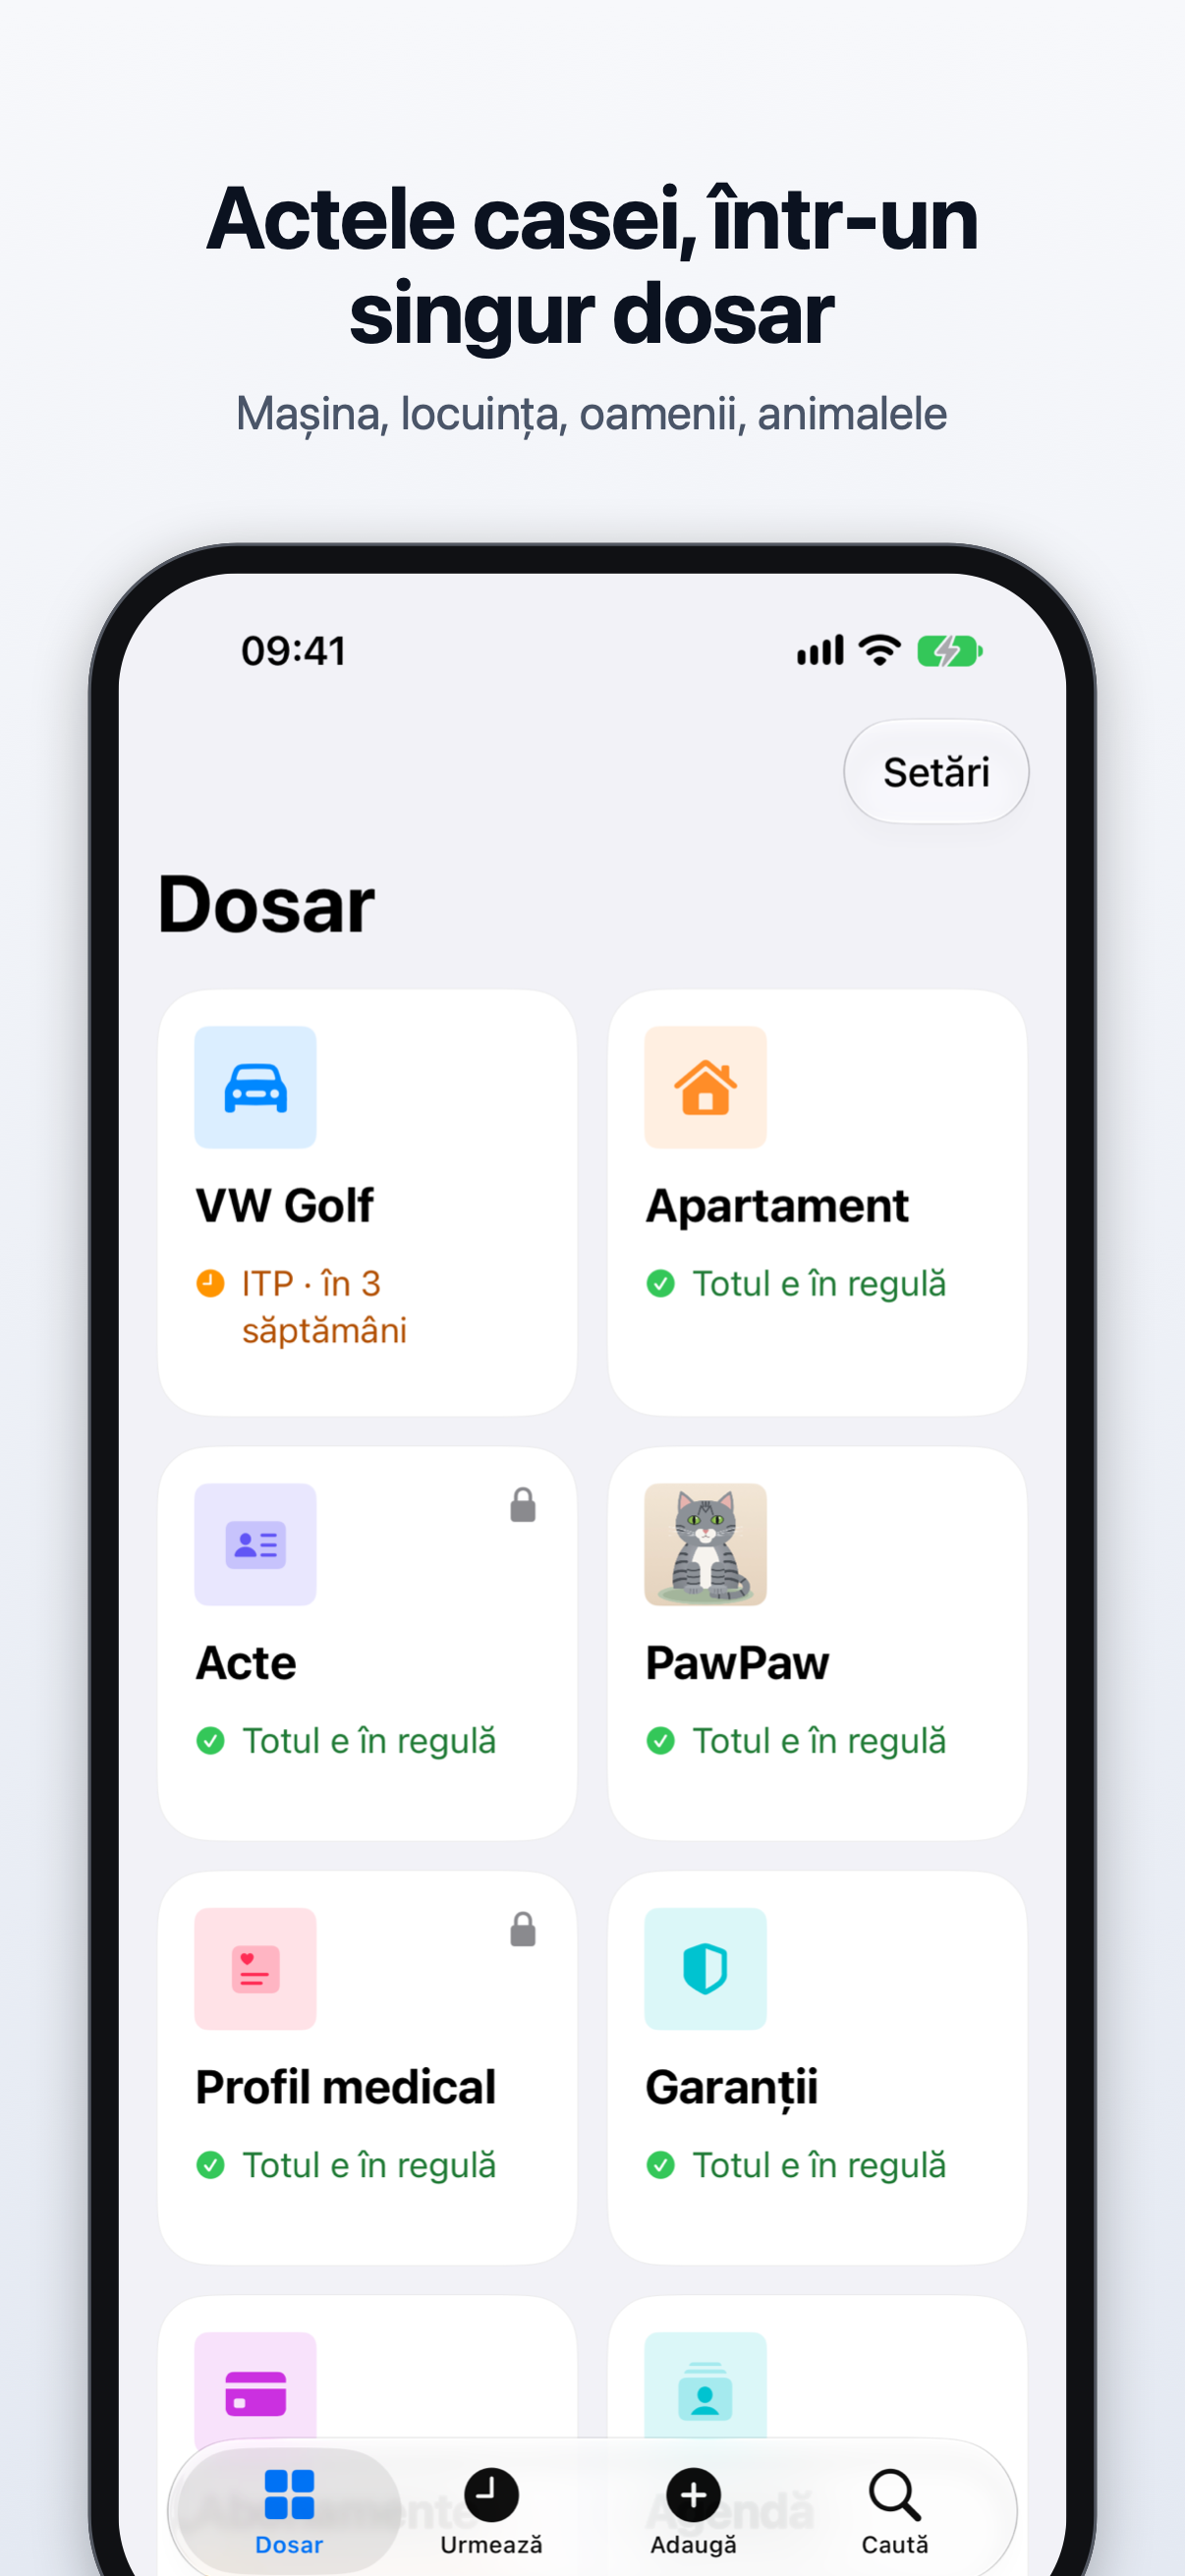 Actele casei, într-un
singur dosar
Mașina, locuința, oamenii, animalele
09:41
Setări
Dosar
VW Golf
Apartament
ITP · în 3
săptămâni
Totul e în regulă
Acte
PawPaw
Totul e în regulă
Totul e în regulă
Profil medical
Garanții
Totul e în regulă
Totul e în regulă
Abonamente
Agendă
Dosar
Urmează
Adaugă
Caută